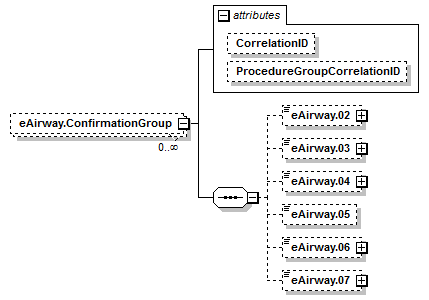 attributes
CorrelationID
ProcedureGroupCorrelationID
eAirway.ConfirmationGroup
0..∞
eAirway.02
eAirway.03
eAirway.04
eAirway.05
eAirway.06
eAirway.07